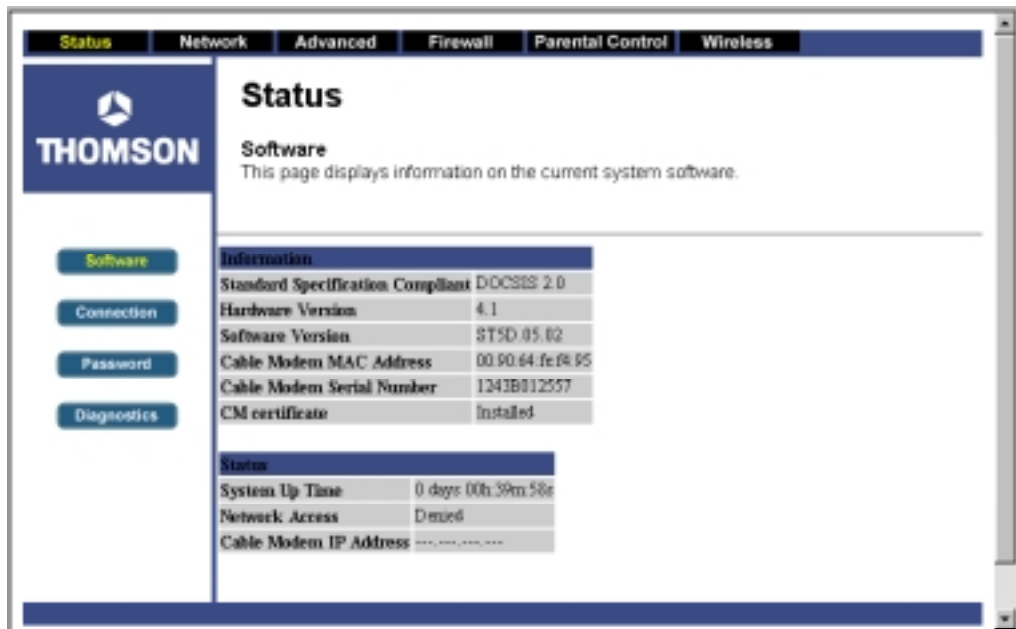 Status Network Advanced Firewall Parental Control Wireless
THOMSON
Status
Software
This page displays information on the current system software.
Software
Connection
Password
Diagnostics
Information
Standard Specification Compliant DOCSIS 2.0
Hardware Version 4.1
Software Version ST5D.05.02
Cable Modem MAC Address 00:90:64:fe:f4:95
Cable Modem Serial Number 1243B012557
CM certificate Installed
Status
System Up Time 0 days 00h:39m:58s
Network Access Denied
Cable Modem IP Address ---.---.---.---